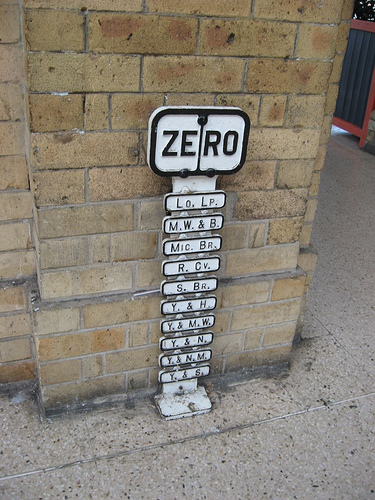 ZERO
LO. LP.
M.W. & B.
MIC. BR.
R. CV.
S. BR.
Y. & H.
Y. & M.W.
Y. & N.
Y. & N.M.
Y. & S.